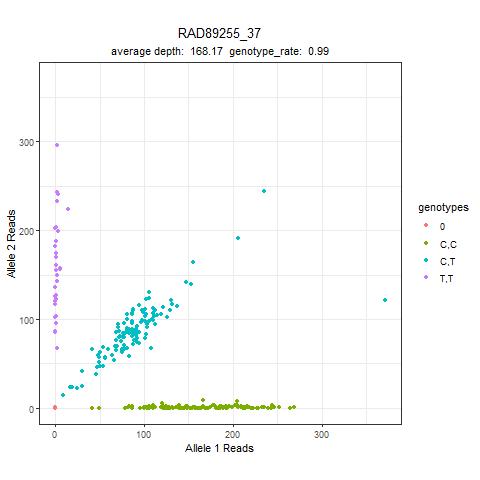 RAD89255_37
average depth: 168.17 genotype_rate: 0.99
Allele 2 Reads
300
200
100
0
0 100 200 300
Allele 1 Reads
genotypes
0
C,C
C,T
T,T